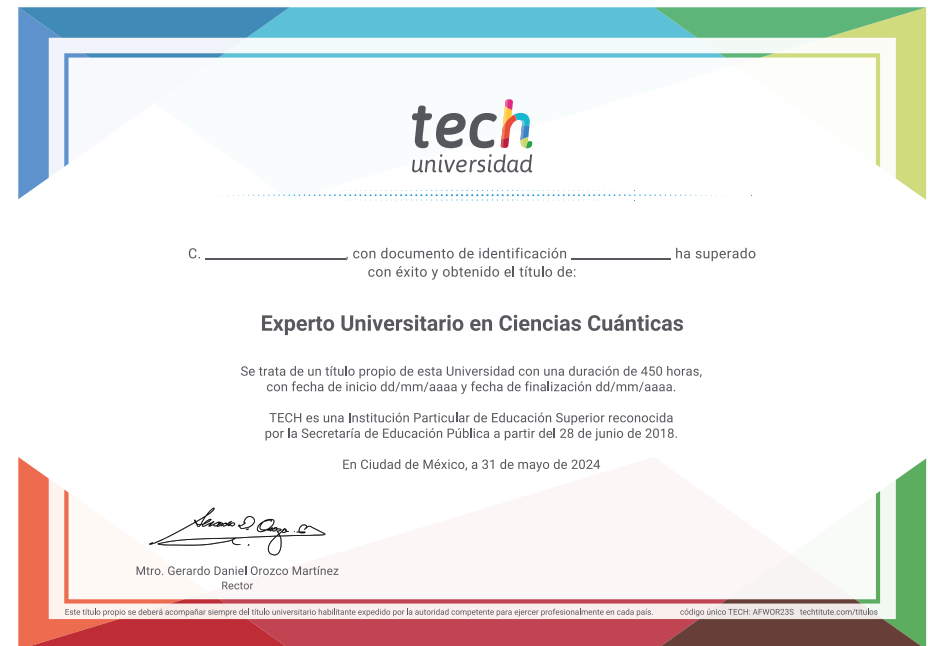 tech
universidad
C. ____________________, con documento de identificación ______________ ha superado
con éxito y obtenido el título de:
Experto Universitario en Ciencias Cuánticas
Se trata de un título propio de esta Universidad con una duración de 450 horas,
con fecha de inicio dd/mm/aaaa y fecha de finalización dd/mm/aaaa.
TECH es una Institución Particular de Educación Superior reconocida
por la Secretaría de Educación Pública a partir del 28 de junio de 2018.
En Ciudad de México, a 31 de mayo de 2024
Mtro. Gerardo Daniel Orozco Martínez
Rector
Este título propio se deberá acompañar siempre del título universitario habilitante expedido por la autoridad competente para ejercer profesionalmente en cada país. código único TECH: AFWOR23S techtitute.com/titulos